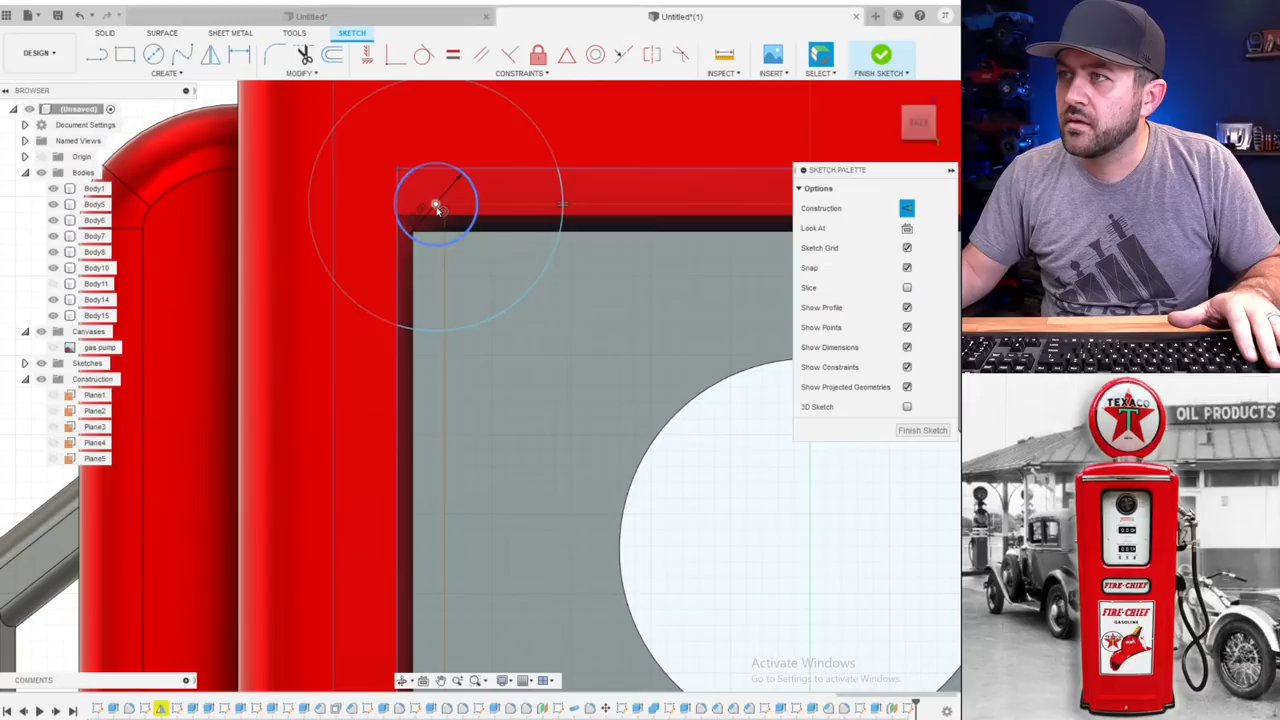 Untitled*
Untitled*(1)
JT
DESIGN
SOLID
SURFACE
SHEET METAL
TOOLS
SKETCH
CREATE
MODIFY
CONSTRAINTS
INSPECT
INSERT
SELECT
FINISH SKETCH
BROWSER
(Unsaved)
Document Settings
Named Views
Origin
Bodies
Body1
Body5
Body6
Body7
Body8
Body10
Body11
Body14
Body15
Canvases
gas pump
Sketches
Construction
Plane1
Plane2
Plane3
Plane4
Plane5
BACK
SKETCH PALETTE
Options
Construction
Look At
Sketch Grid
Snap
Slice
Show Profile
Show Points
Show Dimensions
Show Constraints
Show Projected Geometries
3D Sketch
Finish Sketch
Activate Windows
Go to Settings to activate Windows.
COMMENTS
TEXACO
T
OIL PRODUCTS
FIRE-CHIEF
FIRE-CHIEF
GASOLINE